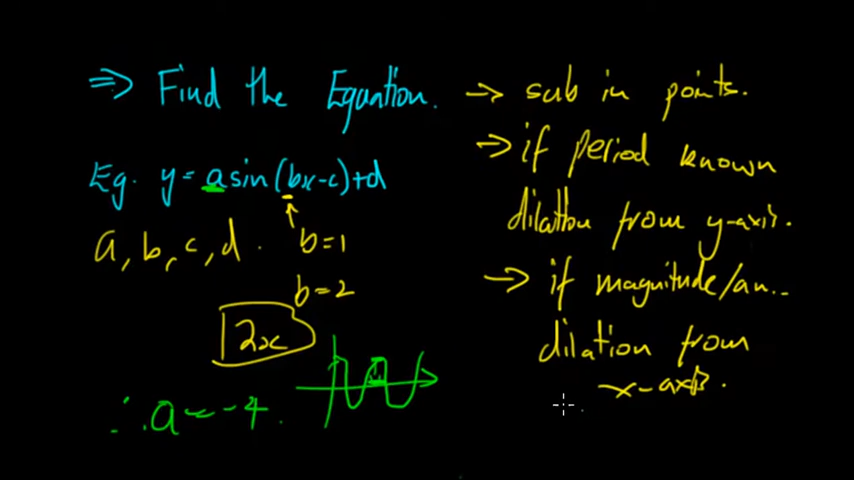 ⇒ Find the Equation.
Eg. y = a sin (bx-c)+d
a, b, c, d.
b=1
b=2
2x
∴ a = -4.
→ sub in points.
→ if period known
dilation from y-axis.
→ if magnitude/an..
dilation from
x-axis.